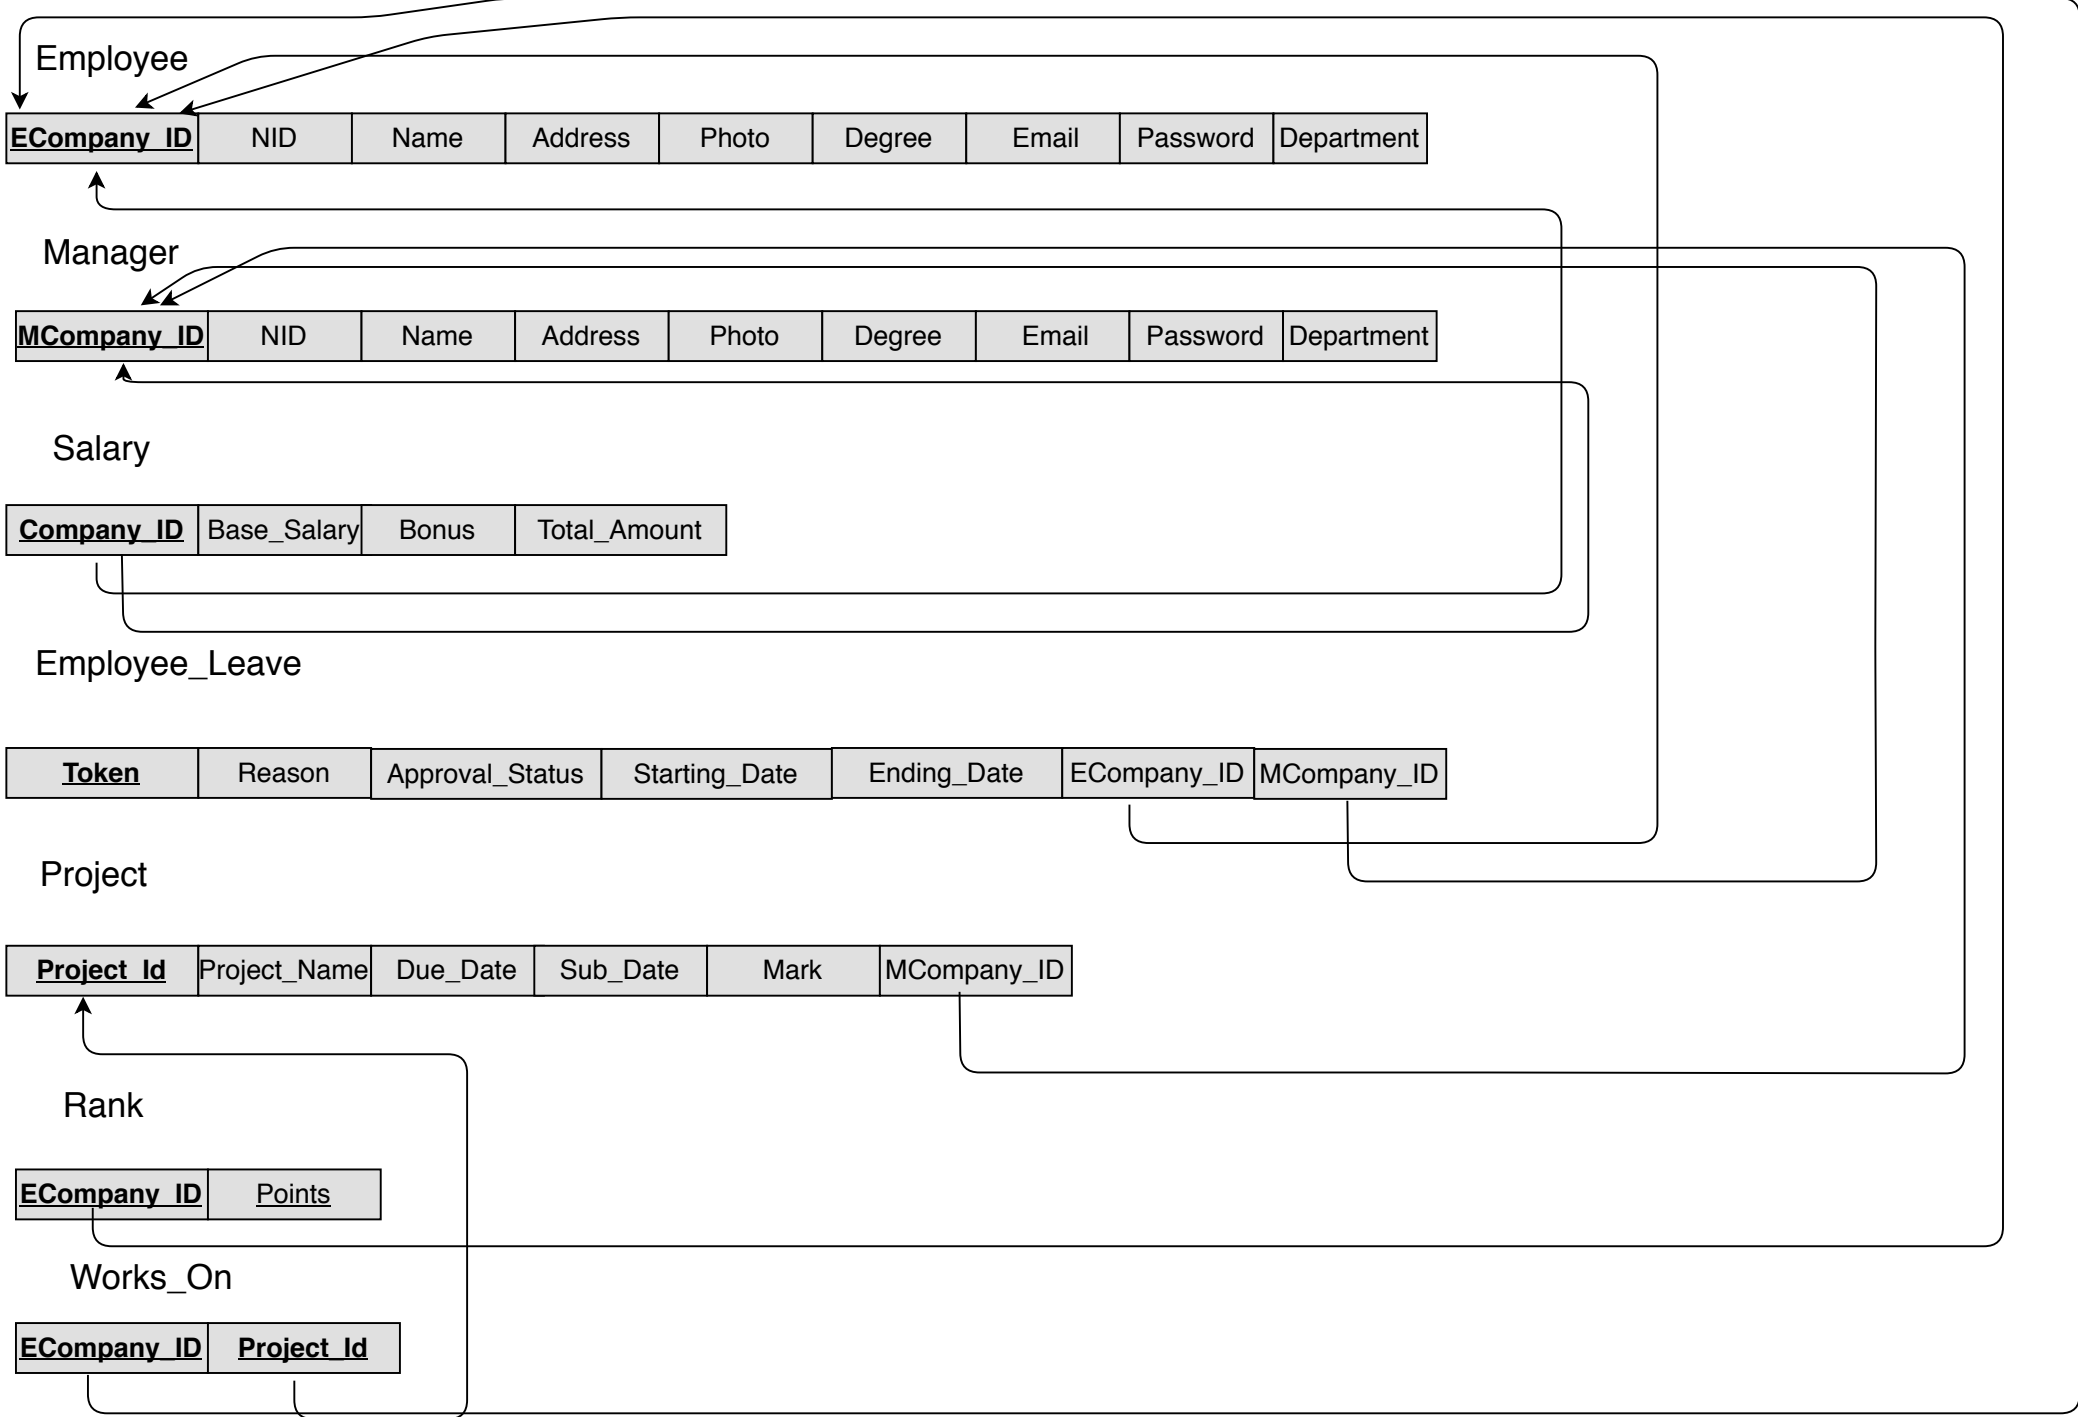 Employee
ECompany_ID NID Name Address Photo Degree Email Password Department
Manager
MCompany_ID NID Name Address Photo Degree Email Password Department
Salary
Company_ID Base_Salary Bonus Total_Amount
Employee_Leave
Token Reason Approval_Status Starting_Date Ending_Date ECompany_ID MCompany_ID
Project
Project_Id Project_Name Due_Date Sub_Date Mark MCompany_ID
Rank
ECompany_ID Points
Works_On
ECompany_ID Project_Id